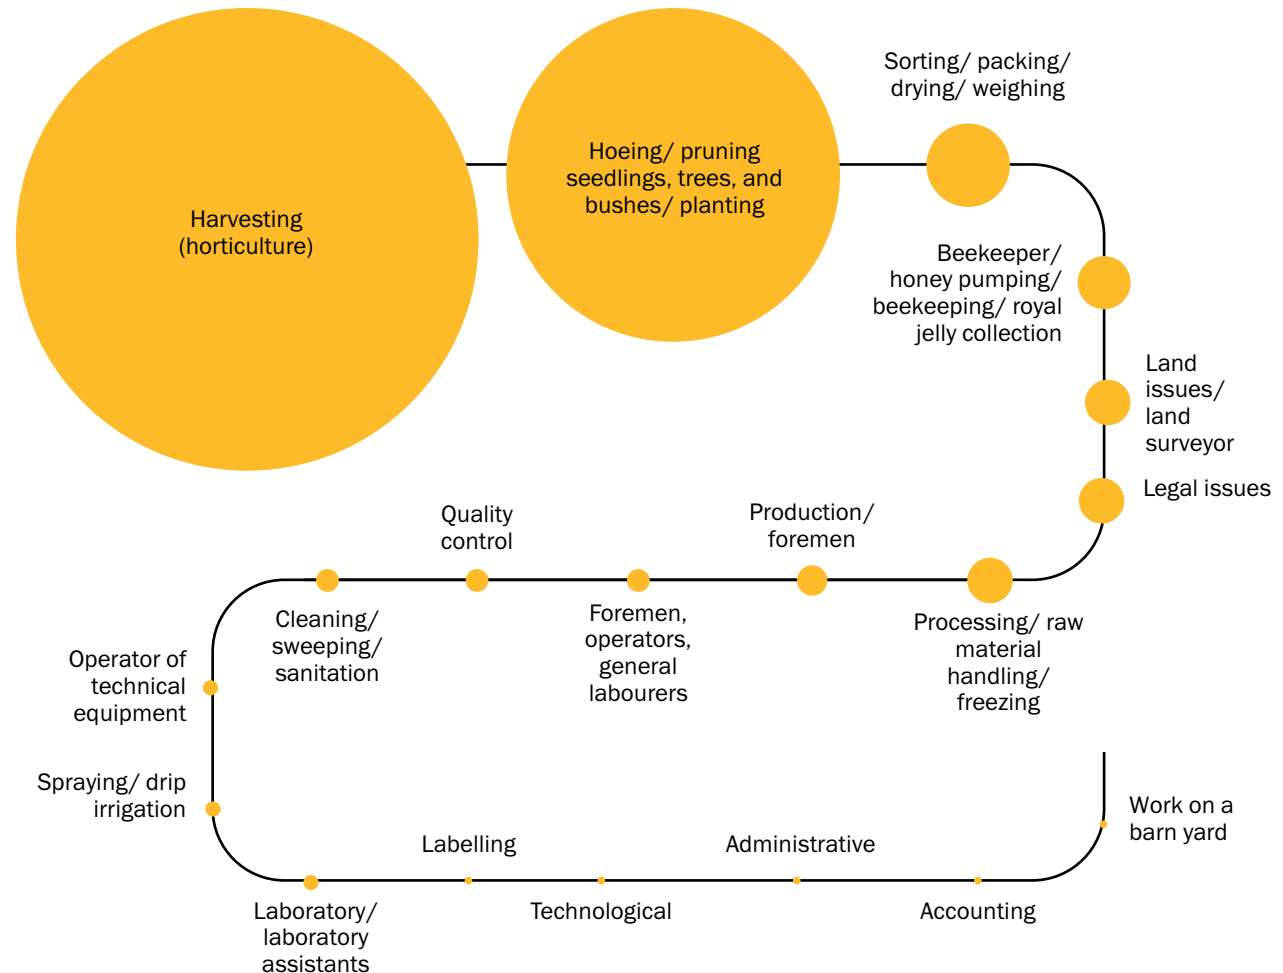 Harvesting
(horticulture)
Hoeing/ pruning
seedlings, trees, and
bushes/ planting
Sorting/ packing/
drying/ weighing
Beekeeper/
honey pumping/
beekeeping/ royal
jelly collection
Land
issues/
land
surveyor
Legal issues
Processing/ raw
material
handling/
freezing
Production/
foremen
Foremen,
operators,
general
labourers
Quality
control
Cleaning/
sweeping/
sanitation
Operator of
technical
equipment
Spraying/ drip
irrigation
Laboratory/
laboratory
assistants
Labelling
Technological
Administrative
Accounting
Work on a
barn yard